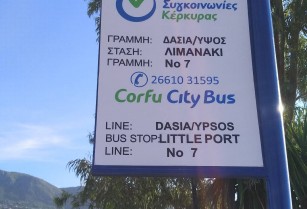 Συγκοινωνίες
Κέρκυρας
ΓΡΑΜΜΗ: ΔΑΣΙΑ/ΥΨΟΣ
ΣΤΑΣΗ: ΛΙΜΑΝΑΚΙ
ΓΡΑΜΜΗ: Νο 7
26610 31595
Corfu City Bus
LINE: DASIA/YPSOS
BUS STOP:LITTLE PORT
LINE: No 7